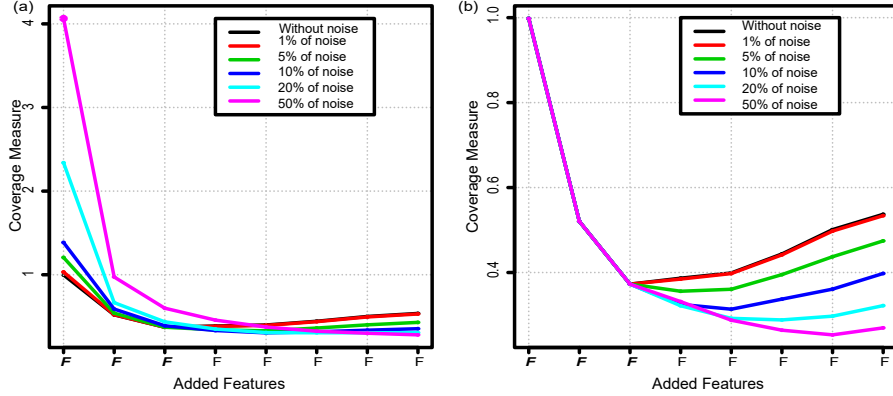 (a)
Coverage Measure
4
3
2
1
Without noise
1% of noise
5% of noise
10% of noise
20% of noise
50% of noise
F F F F F F F F
Added Features
(b)
Coverage Measure
1.0
0.8
0.6
0.4
Without noise
1% of noise
5% of noise
10% of noise
20% of noise
50% of noise
F F F F F F F F
Added Features